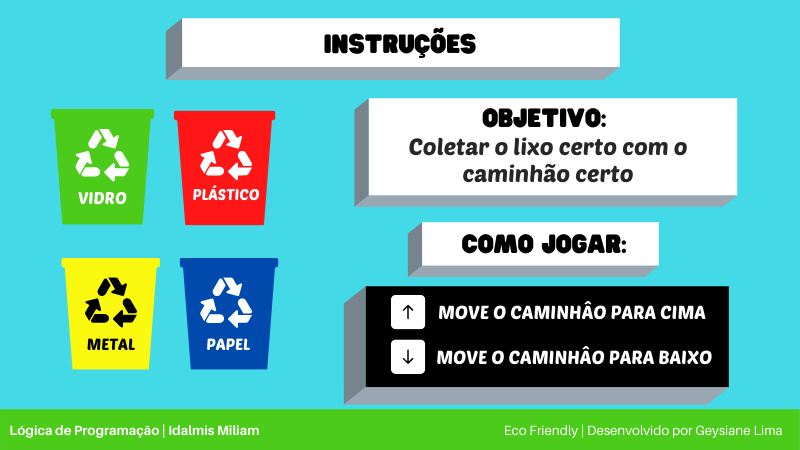 INSTRUÇÕES
VIDRO
PLÁSTICO
METAL
PAPEL
OBJETIVO:
Coletar o lixo certo com o
caminhão certo
COMO JOGAR:
↑ MOVE O CAMINHÂO PARA CIMA
↓ MOVE O CAMINHÂO PARA BAIXO
Lógica de Programação | Idalmis Miliam
Eco Friendly | Desenvolvido por Geysiane Lima